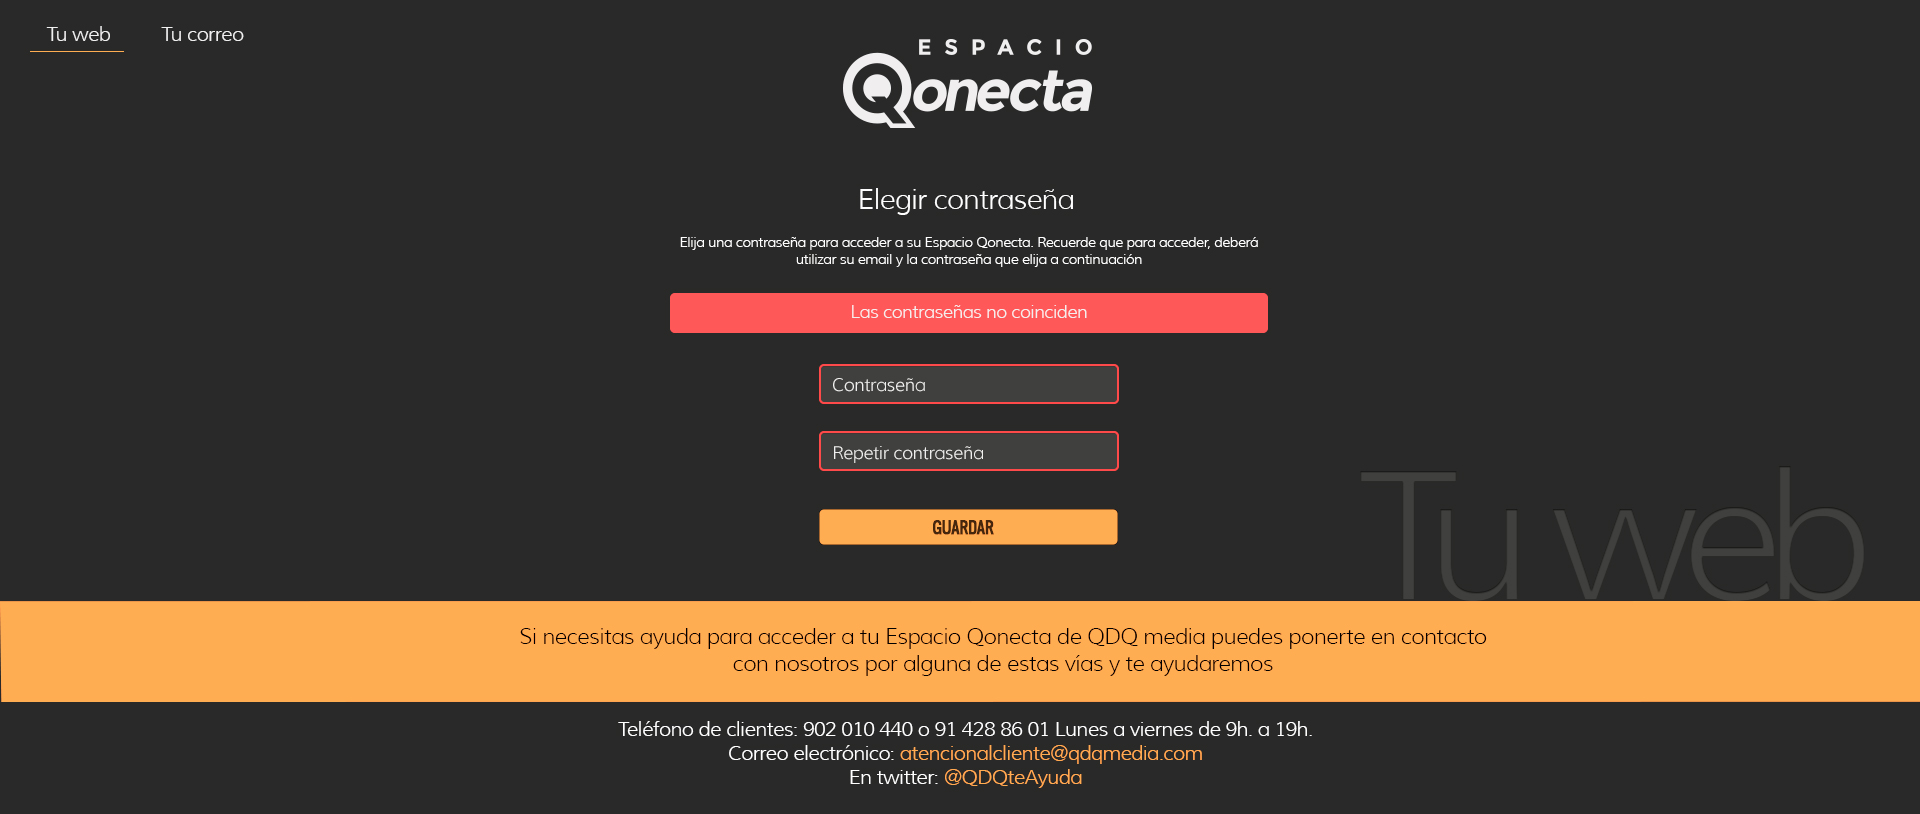 Tu web
Tu correo
ESPACIO
Qonecta
Elegir contraseña
Elija una contraseña para acceder a su Espacio Qonecta. Recuerde que para acceder, deberá
utilizar su email y la contraseña que elija a continuación
Las contraseñas no coinciden
Contraseña
Repetir contraseña
GUARDAR
Tu web
Si necesitas ayuda para acceder a tu Espacio Qonecta de QDQ media puedes ponerte en contacto
con nosotros por alguna de estas vías y te ayudaremos
Teléfono de clientes: 902 010 440 o 91 428 86 01 Lunes a viernes de 9h. a 19h.
Correo electrónico: atencionalcliente@qdqmedia.com
En twitter: @QDQteAyuda